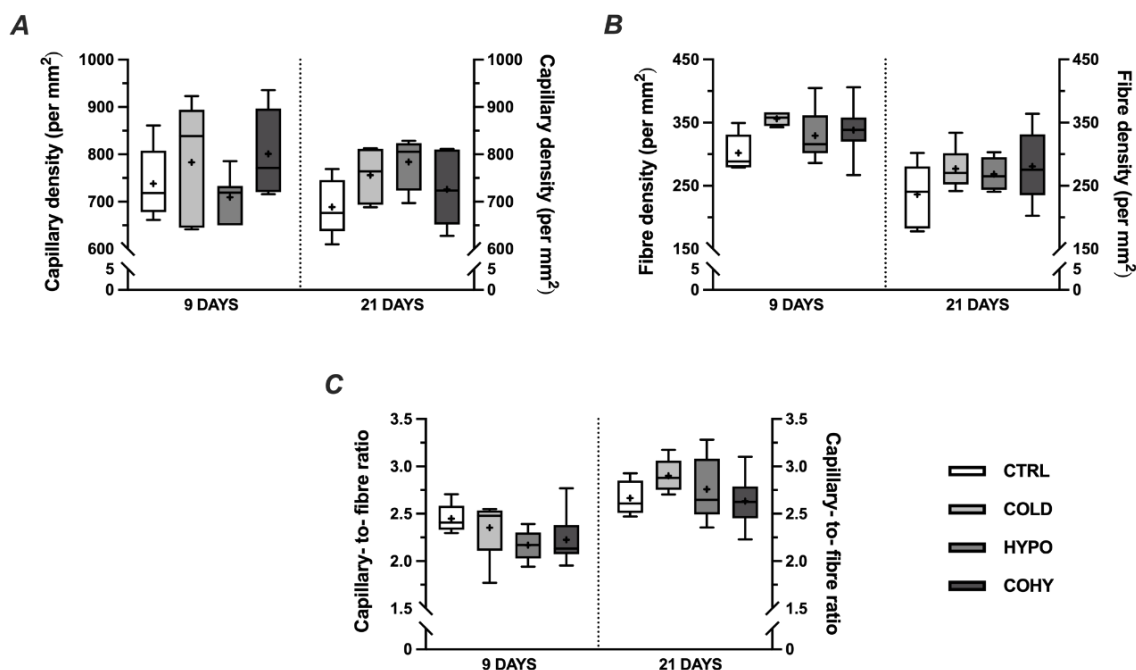 A
Capillary density (per mm²)
1000
900
800
700
600
5
0
1000
900
800
700
600
5
0
Capillary density (per mm²)
9 DAYS
21 DAYS
B
Fibre density (per mm²)
450
350
250
150
5
0
450
350
250
150
5
0
Fibre density (per mm²)
9 DAYS
21 DAYS
C
Capillary- to- fibre ratio
3.5
3.0
2.5
2.0
1.5
0
3.5
3.0
2.5
2.0
1.5
0
Capillary- to- fibre ratio
9 DAYS
21 DAYS
CTRL
COLD
HYPO
COHY